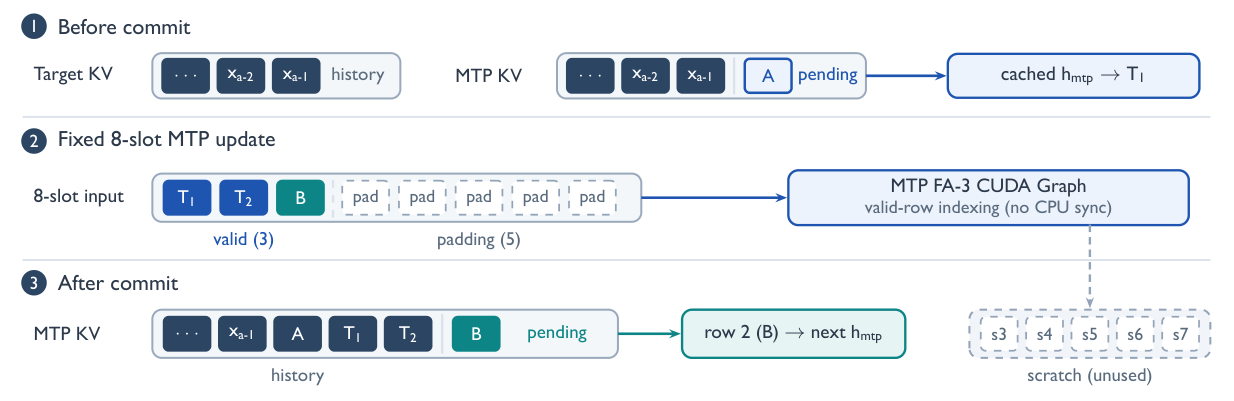 1 Before commit
Target KV ··· xₐ₋₂ xₐ₋₁ history MTP KV ··· xₐ₋₂ xₐ₋₁ A pending cached hₘₜₚ → T₁
2 Fixed 8-slot MTP update
8-slot input T₁ T₂ B pad pad pad pad pad MTP FA-3 CUDA Graph
valid-row indexing (no CPU sync)
valid (3) padding (5)
3 After commit
MTP KV ··· xₐ₋₁ A T₁ T₂ B pending row 2 (B) → next hₘₜₚ s3 s4 s5 s6 s7
history scratch (unused)